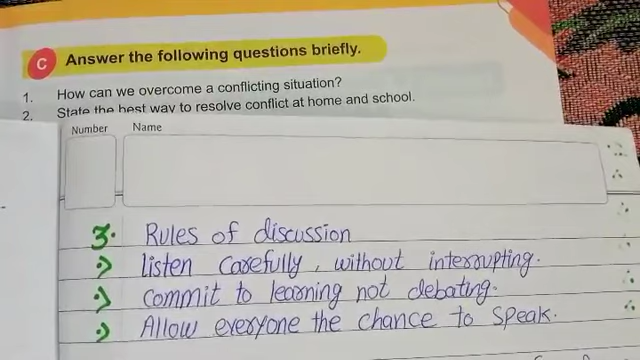 C Answer the following questions briefly.
1. How can we overcome a conflicting situation?
2. State the best way to resolve conflict at home and school.
Number Name
3. Rules of discussion
listen carefully, without interrupting.
commit to learning not debating.
Allow everyone the chance to speak.